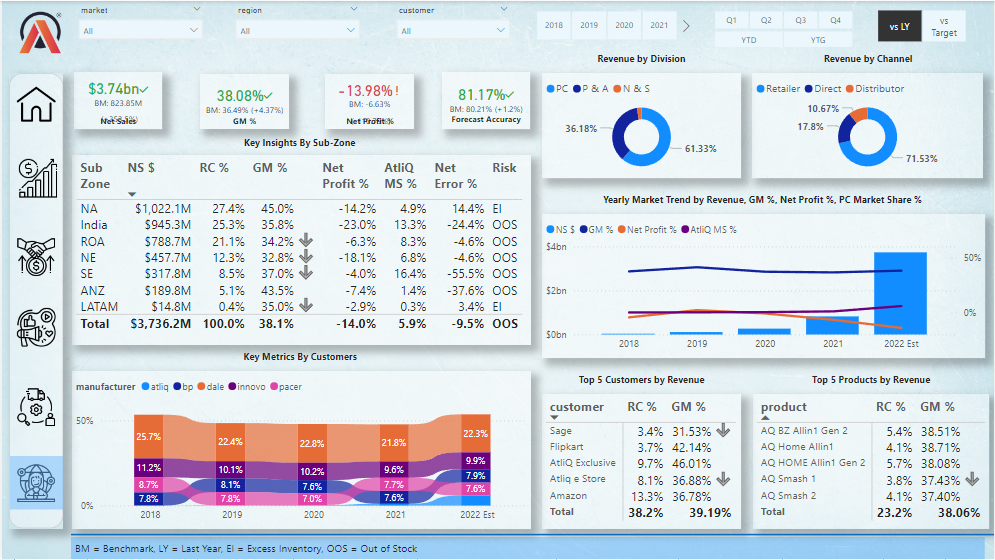 market
region
customer
All
All
All
2018 2019 2020 2021
Q1 Q2 Q3 Q4
YTD YTG
vs LY
vs Target
$3.74bn
BM: 823.85M
Net Sales
38.08%
BM: 36.49% (+4.37%)
GM %
-13.98%!
BM: -6.63%
Net Profit %
81.17%
BM: 80.21% (+1.2%)
Forecast Accuracy
Revenue by Division
PC P & A N & S
36.18%
61.33%
Revenue by Channel
Retailer Direct Distributor
10.67%
17.8%
71.53%
Key Insights By Sub-Zone
Sub Zone NS $ RC % GM % Net Profit % AtliQ MS % Net Error % Risk
NA $1,022.1M 27.4% 45.0% -14.2% 4.9% 14.4% EI
India $945.3M 25.3% 35.8% -23.0% 13.3% -24.4% OOS
ROA $788.7M 21.1% 34.2% -6.3% 8.3% -4.6% OOS
NE $457.7M 12.3% 32.8% -18.1% 6.8% -4.6% OOS
SE $317.8M 8.5% 37.0% -4.0% 16.4% -55.5% OOS
ANZ $189.8M 5.1% 43.5% -7.4% 1.4% -37.6% OOS
LATAM $14.8M 0.4% 35.0% -2.9% 0.3% 3.4% EI
Total $3,736.2M 100.0% 38.1% -14.0% 5.9% -9.5% OOS
Yearly Market Trend by Revenue, GM %, Net Profit %, PC Market Share %
NS $ GM % Net Profit % AtliQ MS %
$4bn
$2bn
$0bn
50%
0%
2018 2019 2020 2021 2022 Est
Key Metrics By Customers
manufacturer atliq bp dale innovo pacer
50%
0%
25.7% 22.4% 22.8% 21.8% 22.3%
11.2% 10.1% 10.2% 9.6% 9.9%
8.7% 8.1% 7.6% 7.7% 7.9%
7.8% 7.8% 7.0% 7.6% 7.6%
2018 2019 2020 2021 2022 Est
Top 5 Customers by Revenue
customer RC % GM %
Sage 3.4% 31.53%
Flipkart 3.7% 42.14%
AtliQ Exclusive 9.7% 46.01%
Atliq e Store 8.1% 36.88%
Amazon 13.3% 36.78%
Total 38.2% 39.19%
Top 5 Products by Revenue
product RC % GM %
AQ BZ Allin1 Gen 2 5.4% 38.51%
AQ Home Allin1 4.1% 38.71%
AQ HOME Allin1 Gen 2 5.7% 38.08%
AQ Smash 1 3.8% 37.43%
AQ Smash 2 4.1% 37.40%
Total 23.2% 38.06%
BM = Benchmark, LY = Last Year, EI = Excess Inventory, OOS = Out of Stock